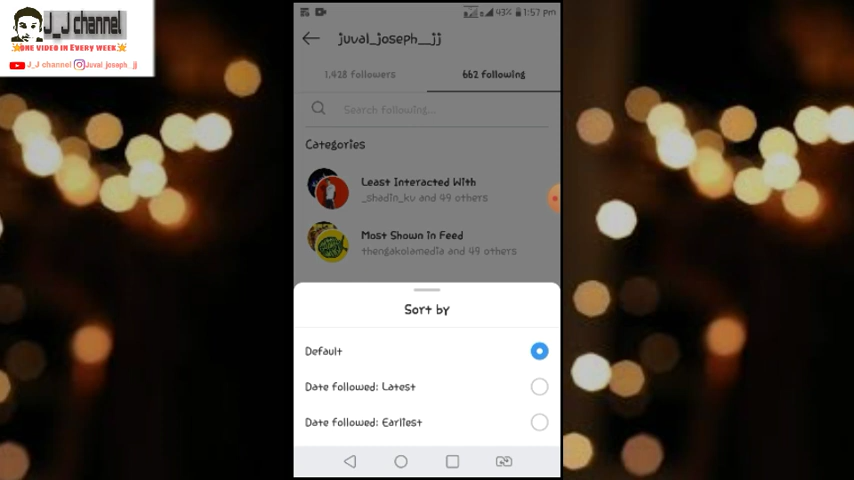 J_J channel
ONE VIDEO IN EVERY WEEK
J_J channel Juval joseph jj
43% 1:57 pm
juval_joseph__jj
1,428 followers 662 following
Search following...
Categories
Least Interacted With
_shadin_kv and 49 others
Most Shown in Feed
thengakolamedia and 49 others
Sort by
Default
Date followed: Latest
Date followed: Earliest